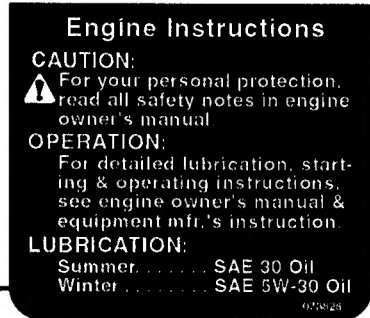 Engine Instructions
CAUTION:
For your personal protection,
read all safety notes in engine
owner's manual.
OPERATION:
For detailed lubrication, start-
ing & operating instructions,
see engine owner's manual &
equipment mfr.'s instruction.
LUBRICATION:
Summer....... SAE 30 Oil
Winter........ SAE 5W-30 Oil